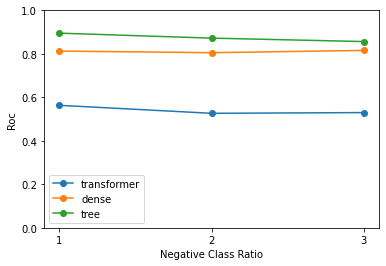 1.0
0.8
0.6
0.4
0.2
0.0
Roc
transformer
dense
tree
1 2 3
Negative Class Ratio